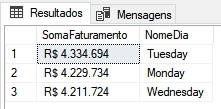 Resultados Mensagens
SomaFaturamento NomeDia
1 R$ 4.334.694 Tuesday
2 R$ 4.229.734 Monday
3 R$ 4.211.724 Wednesday